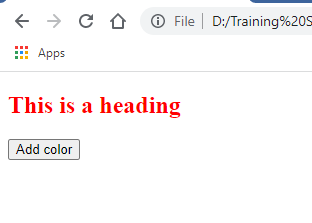 File D:/Training%20S
Apps
This is a heading
Add color